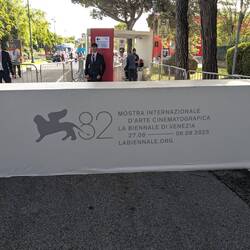 82
MOSTRA INTERNAZIONALE
D'ARTE CINEMATOGRAFICA
LA BIENNALE DI VENEZIA
27.08 — 06.09 2025
LABIENNALE.ORG